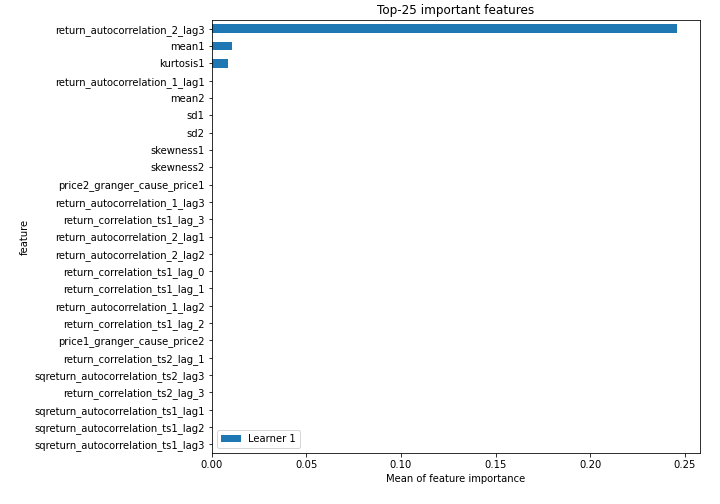 Top-25 important features
return_autocorrelation_2_lag3
mean1
kurtosis1
return_autocorrelation_1_lag1
mean2
sd1
sd2
skewness1
skewness2
price2_granger_cause_price1
return_autocorrelation_1_lag3
return_correlation_ts1_lag_3
return_autocorrelation_2_lag1
return_autocorrelation_2_lag2
return_correlation_ts1_lag_0
return_correlation_ts1_lag_1
return_autocorrelation_1_lag2
return_correlation_ts1_lag_2
price1_granger_cause_price2
return_correlation_ts2_lag_1
sqreturn_autocorrelation_ts2_lag3
return_correlation_ts2_lag_3
sqreturn_autocorrelation_ts1_lag1
sqreturn_autocorrelation_ts1_lag2
sqreturn_autocorrelation_ts1_lag3
feature
Learner 1
0.00 0.05 0.10 0.15 0.20 0.25
Mean of feature importance